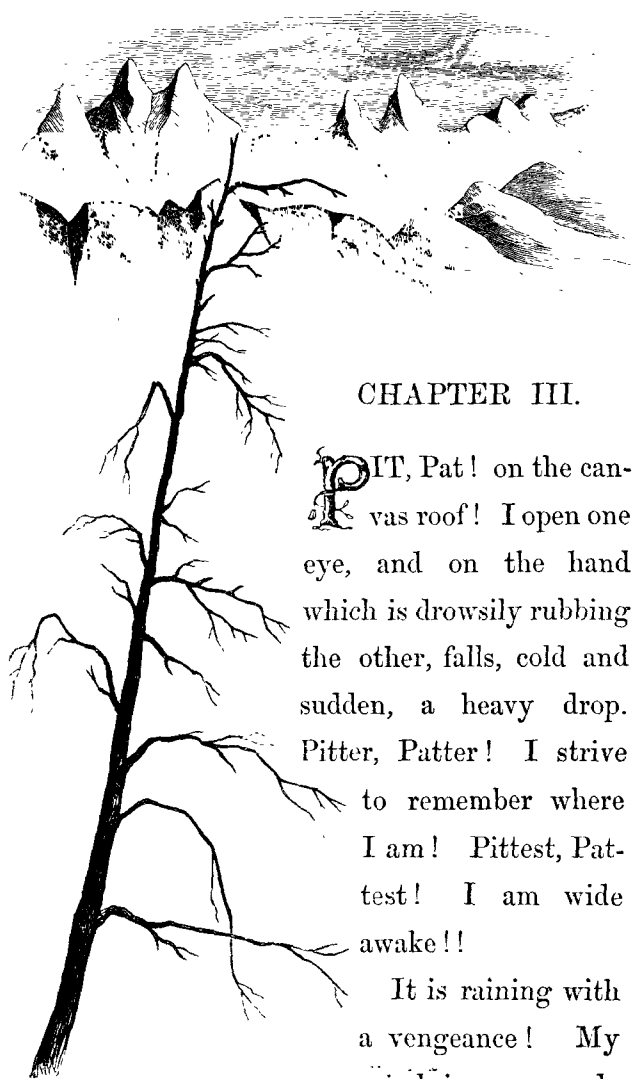 CHAPTER III.
PIT, Pat! on the can-
vas roof! I open one
eye, and on the hand
which is drowsily rubbing
the other, falls, cold and
sudden, a heavy drop.
Pitter, Patter! I strive
to remember where
I am! Pittest, Pat-
test! I am wide
awake!!
It is raining with
a vengeance! My